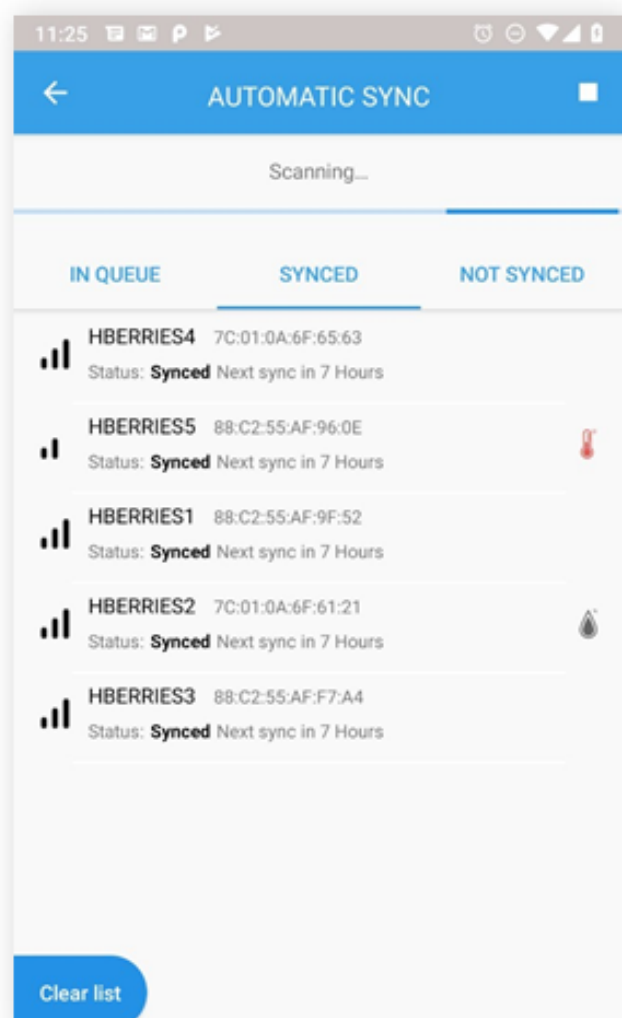 11:25
AUTOMATIC SYNC
Scanning...
IN QUEUE SYNCED NOT SYNCED
HBERRIES4 7C:01:0A:6F:65:63
Status: Synced Next sync in 7 Hours
HBERRIES5 88:C2:55:AF:96:0E
Status: Synced Next sync in 7 Hours
HBERRIES1 88:C2:55:AF:9F:52
Status: Synced Next sync in 7 Hours
HBERRIES2 7C:01:0A:6F:61:21
Status: Synced Next sync in 7 Hours
HBERRIES3 88:C2:55:AF:F7:A4
Status: Synced Next sync in 7 Hours
Clear list